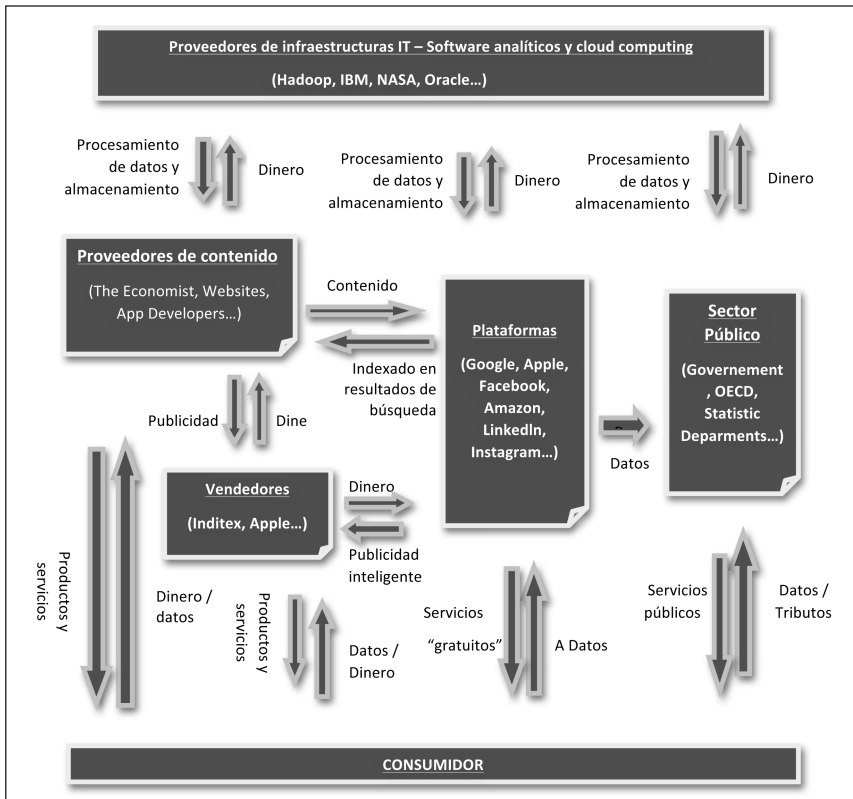 Proveedores de infraestructuras IT – Software analíticos y cloud computing
(Hadoop, IBM, NASA, Oracle...)
Procesamiento
de datos y
almacenamiento
Dinero
Procesamiento
de datos y
almacenamiento
Dinero
Procesamiento
de datos y
almacenamiento
Dinero
Proveedores de contenido
(The Economist, Websites,
App Developers...)
Contenido
Indexado en
resultados de
búsqueda
Plataformas
(Google, Apple,
Facebook,
Amazon,
LinkedIn,
Instagram...)
Datos
Sector
Público
(Governement
, OECD,
Statistic
Deparments...)
Publicidad
Dine
Vendedores
(Inditex, Apple...)
Dinero
Publicidad
inteligente
Productos y
servicios
Dinero /
datos
Productos y
servicios
Datos /
Dinero
Servicios
“gratuitos”
A Datos
Servicios
públicos
Datos /
Tributos
CONSUMIDOR